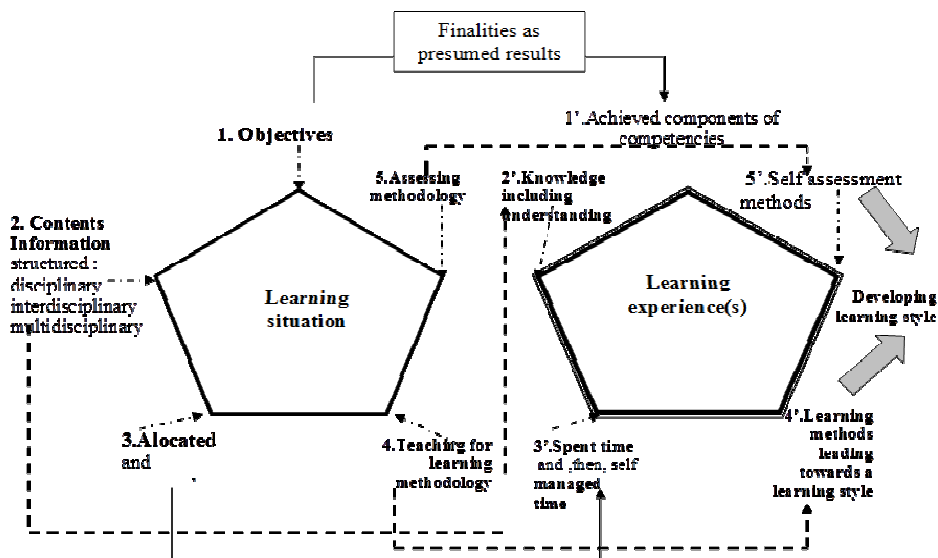 Finalities as
presumed results
1. Objectives
1'.Achieved components of
competencies
5.Assessing
methodology
2'.Knowledge
including
understanding
5'.Self assessment
methods
2. Contents
Information
structured :
disciplinary
interdisciplinary
multidisciplinary
Learning
situation
Learning
experience(s)
Developing
learning style
3.Alocated
and
4.Teaching for
learning
methodology
3'.Spent time
and ,then, self
managed
time
4'.Learning
methods
leading
towards a
learning style